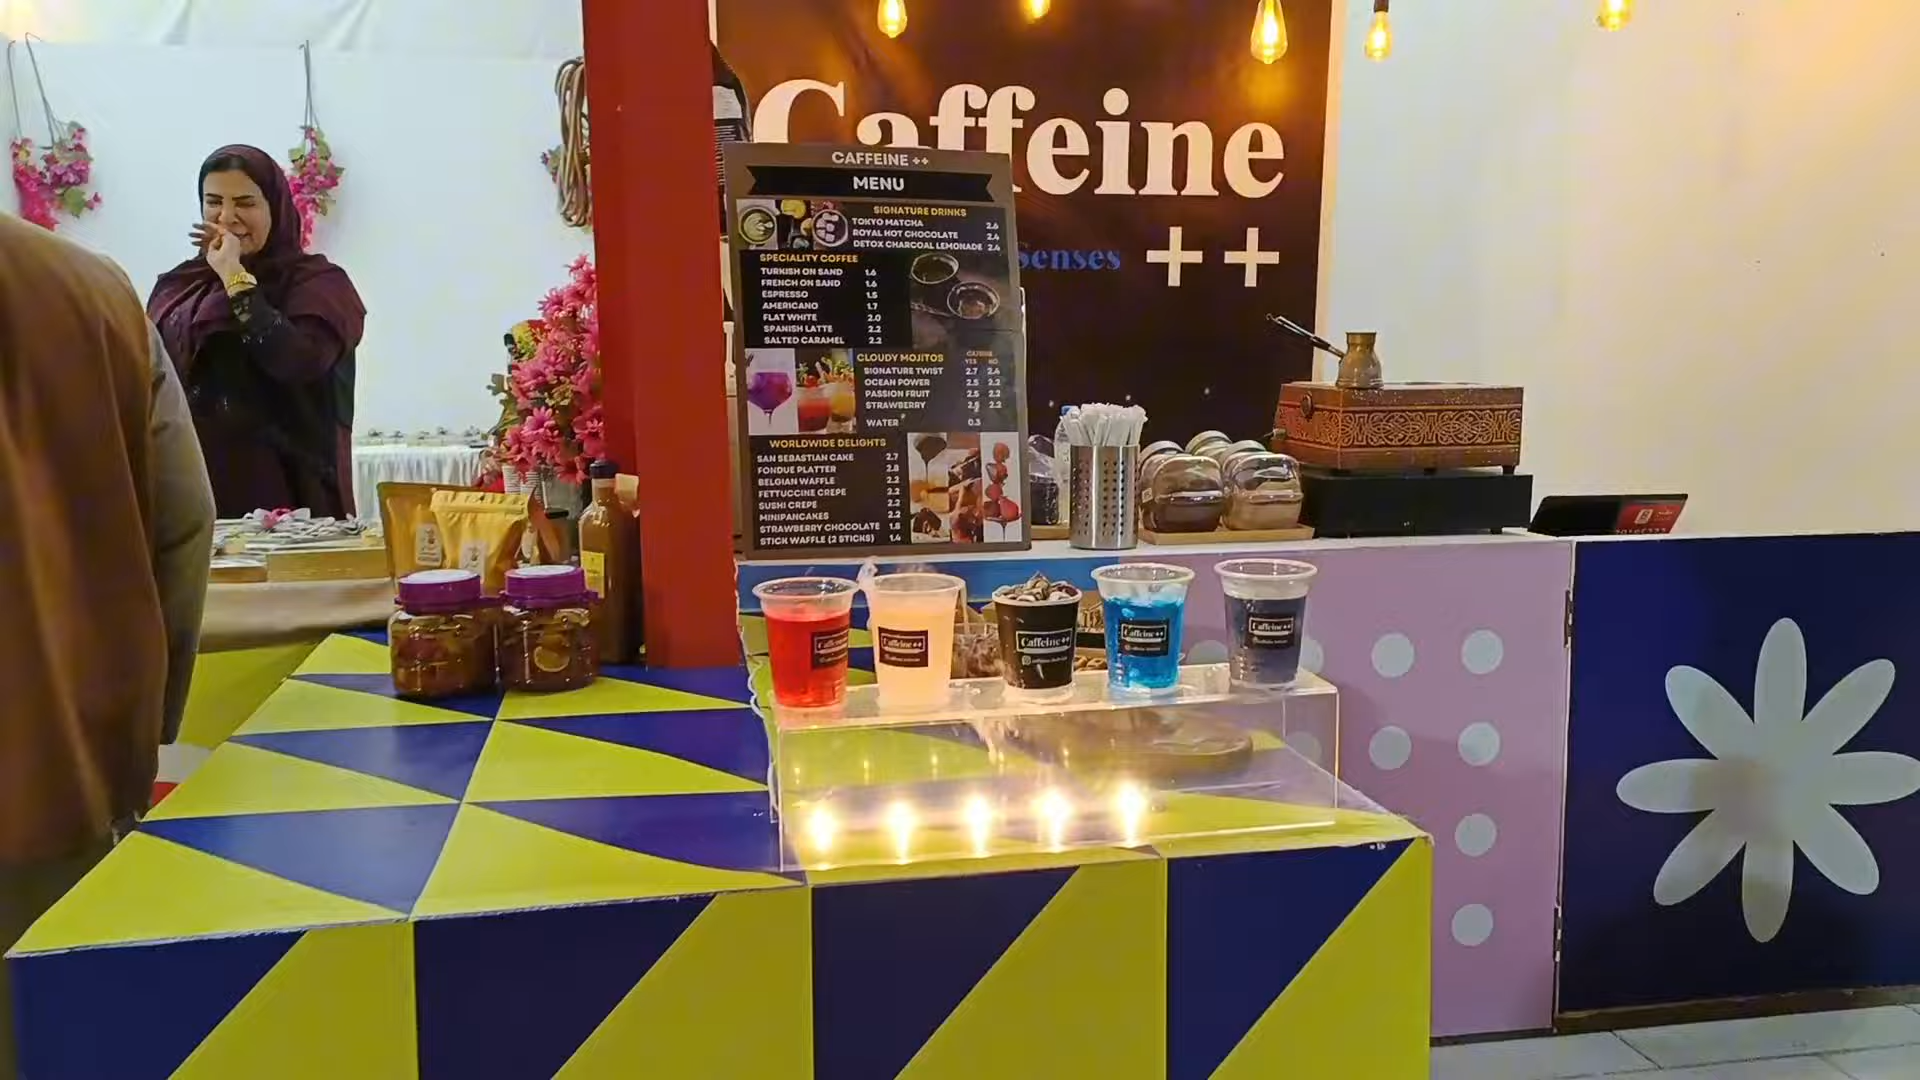 Caffeine
Senses ++
CAFFEINE ++
MENU
SIGNATURE DRINKS
TOKYO MATCHA 2.6
ROYAL HOT CHOCOLATE 2.4
DETOX CHARCOAL LEMONADE 2.4
SPECIALITY COFFEE
TURKISH ON SAND 1.6
FRENCH ON SAND 1.6
ESPRESSO 1.5
AMERICANO 1.7
FLAT WHITE 2.0
SPANISH LATTE 2.2
SALTED CARAMEL 2.2
CLOUDY MOJITOS
YES NO
SIGNATURE TWIST 2.7 2.4
OCEAN POWER 2.5 2.2
PASSION FRUIT 2.5 2.2
STRAWBERRY 2.5 2.2
WATER 0.3
WORLDWIDE DELIGHTS
SAN SEBASTIAN CAKE 2.7
FONDUE PLATTER 2.8
BELGIAN WAFFLE 2.2
FETTUCCINE CREPE 2.2
SUSHI CREPE 2.2
MINIPANCAKES 2.2
STRAWBERRY CHOCOLATE 1.8
STICK WAFFLE (2 STICKS) 1.4
Caffeine++
Caffeine++
Caffeine++
Caffeine++
Caffeine++